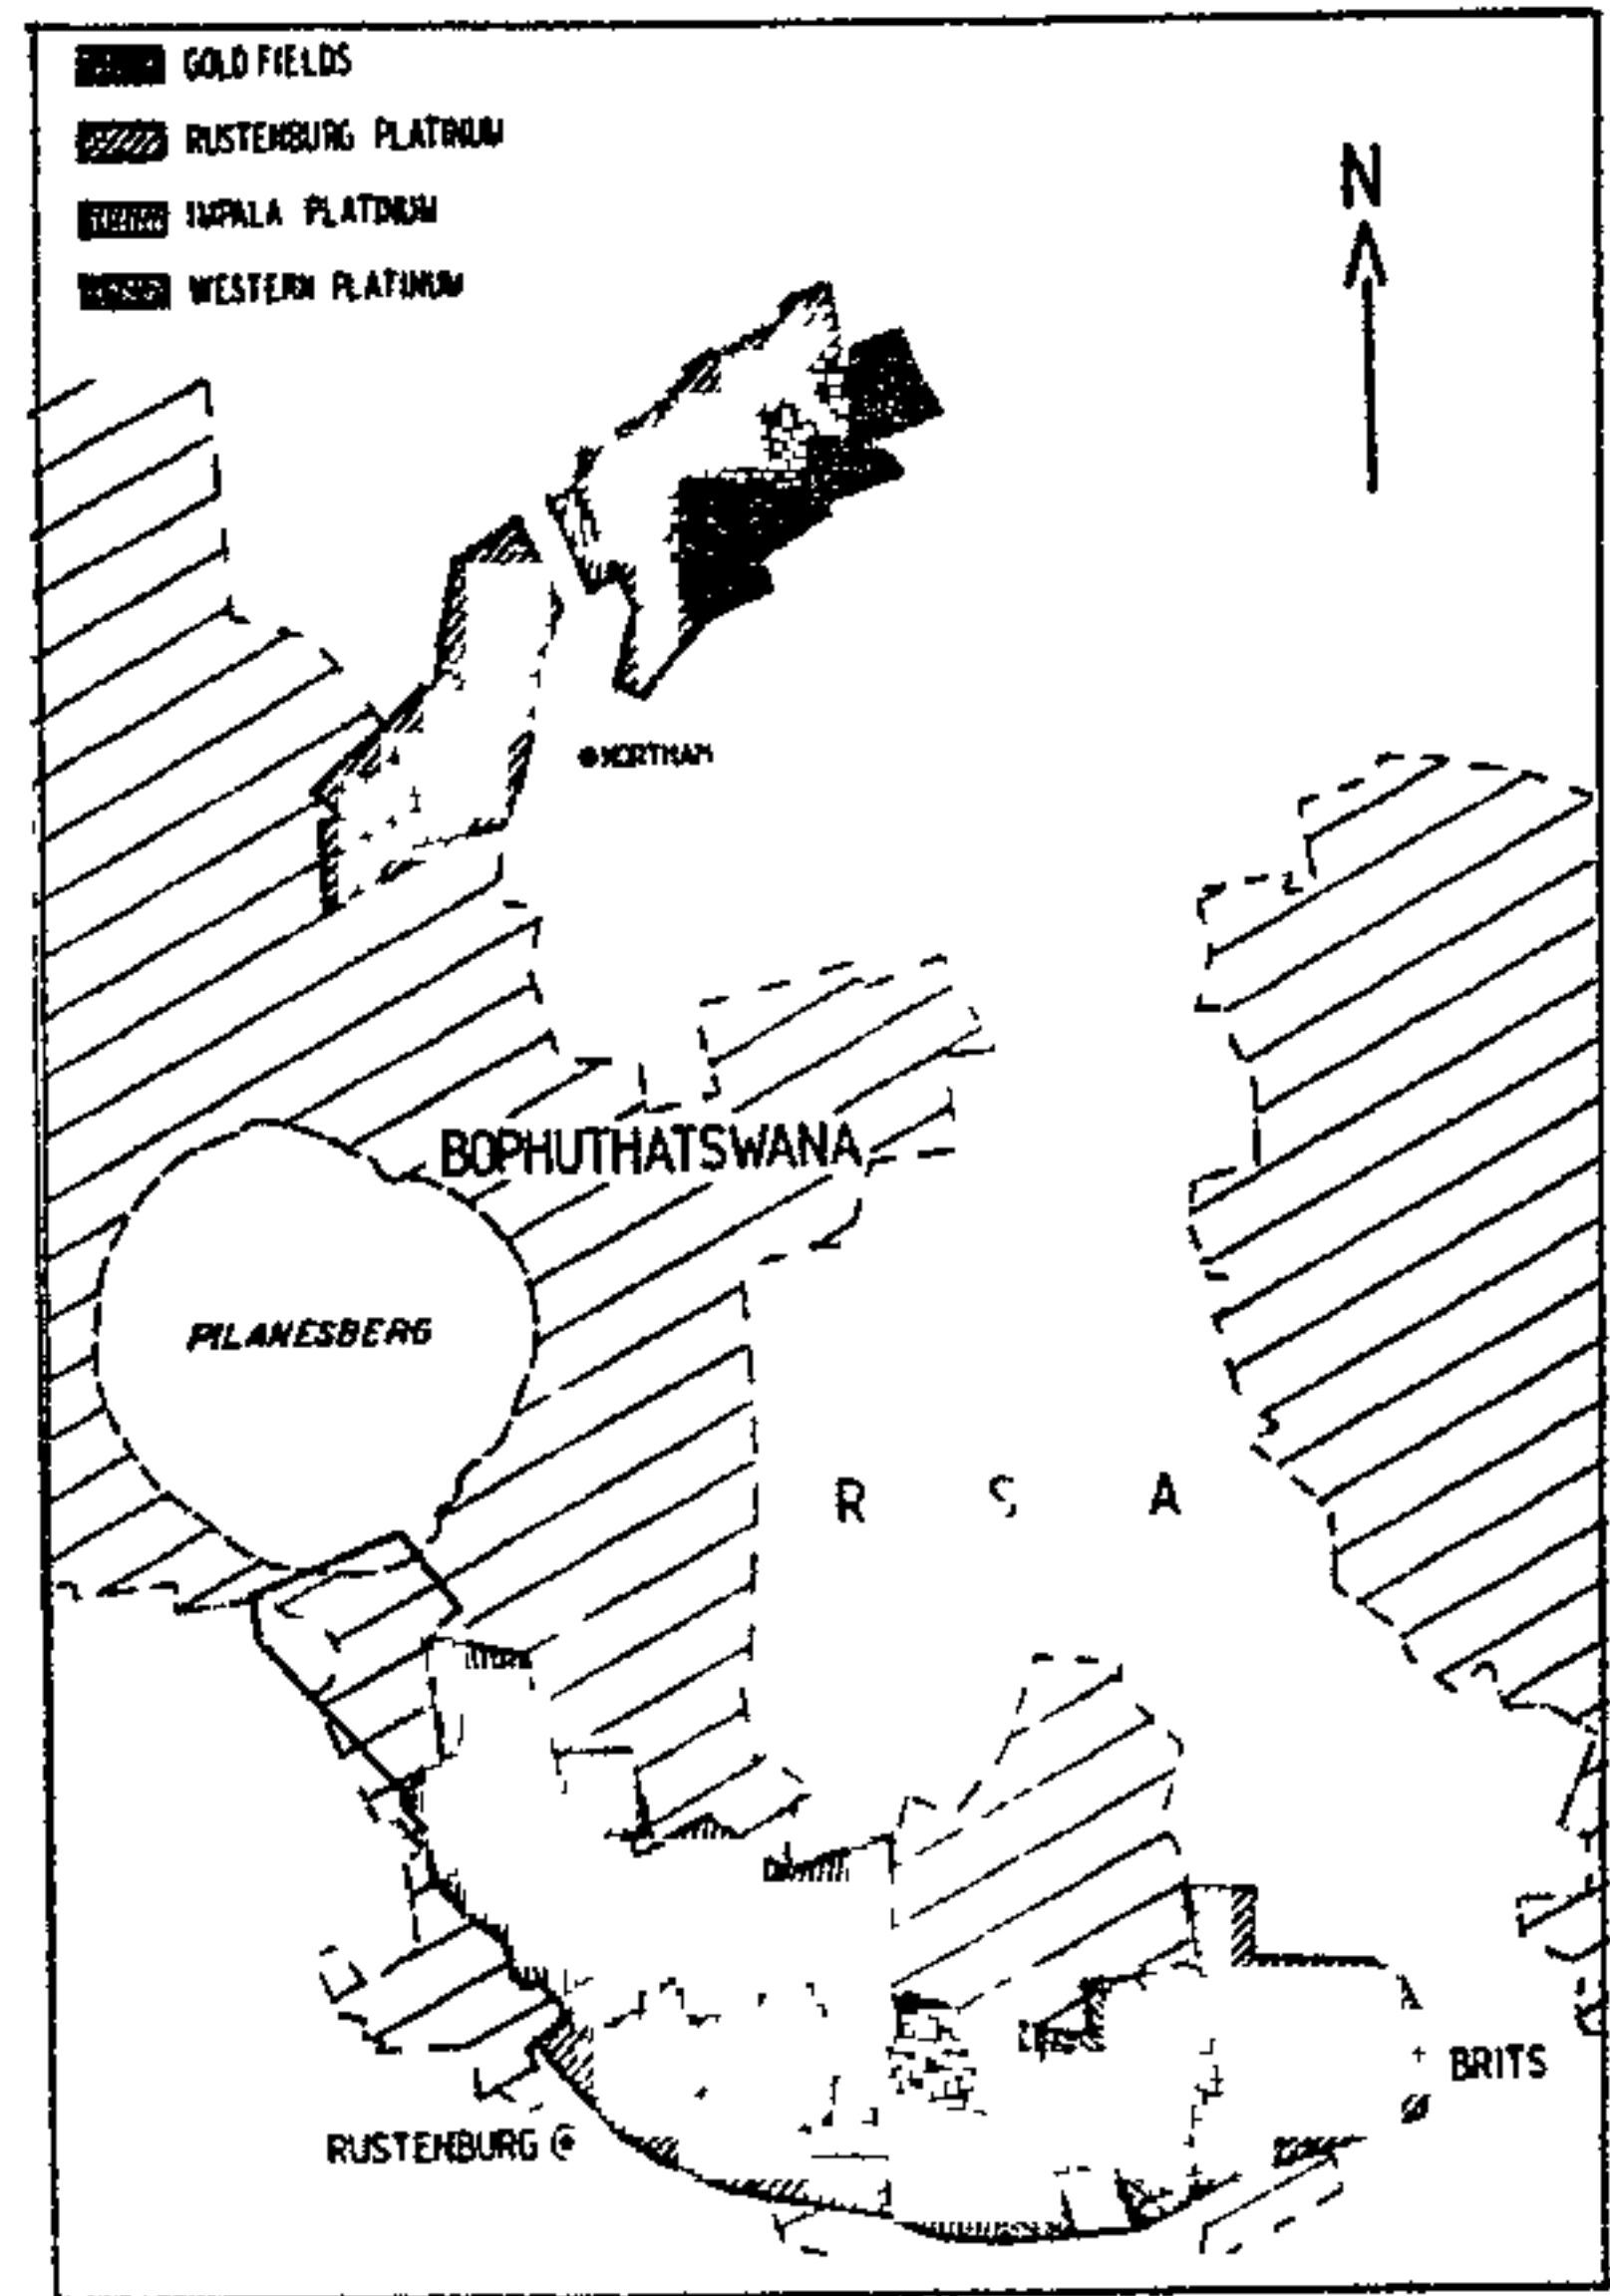 GOLD FIELDS
RUSTENBURG PLATINUM
IMPALA PLATINUM
WESTERN PLATINUM
N
NORTHAM
BOPHUTHATSWANA
PILANESBERG
R S A
BRITS
RUSTENBURG